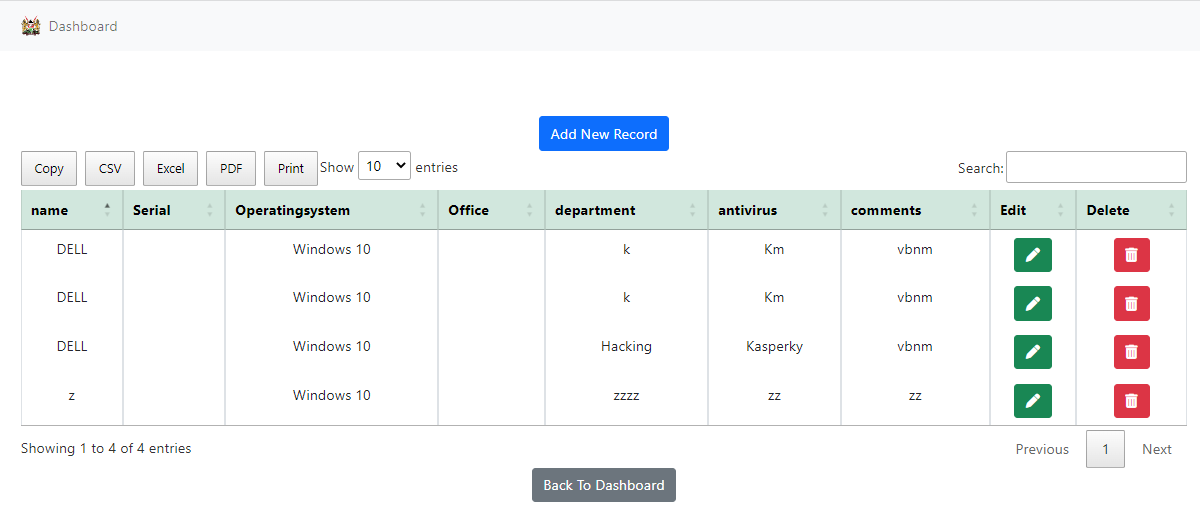 Dashboard
Add New Record
Copy CSV Excel PDF Print Show 10 entries Search:
name Serial Operatingsystem Office department antivirus comments Edit Delete
DELL Windows 10 k Km vbnm
DELL Windows 10 k Km vbnm
DELL Windows 10 Hacking Kasperky vbnm
z Windows 10 zzzz zz zz
Showing 1 to 4 of 4 entries Previous 1 Next
Back To Dashboard